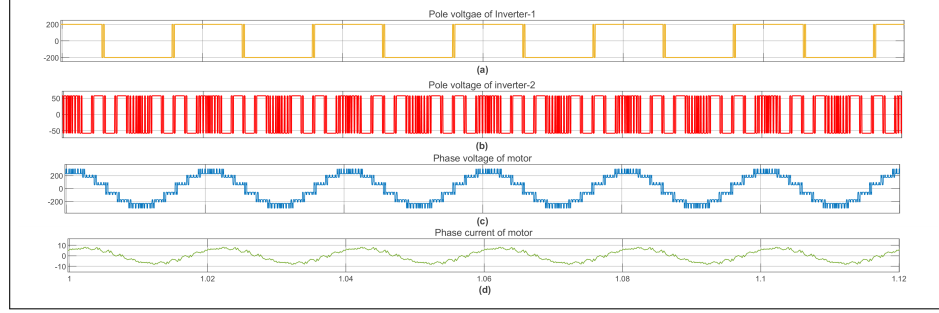 Pole voltgae of Inverter-1
200
0
-200
(a)
Pole voltage of inverter-2
50
0
-50
(b)
Phase voltage of motor
200
0
-200
(c)
Phase current of motor
10
0
-10
1 1.02 1.04 1.06 1.08 1.1 1.12
(d)